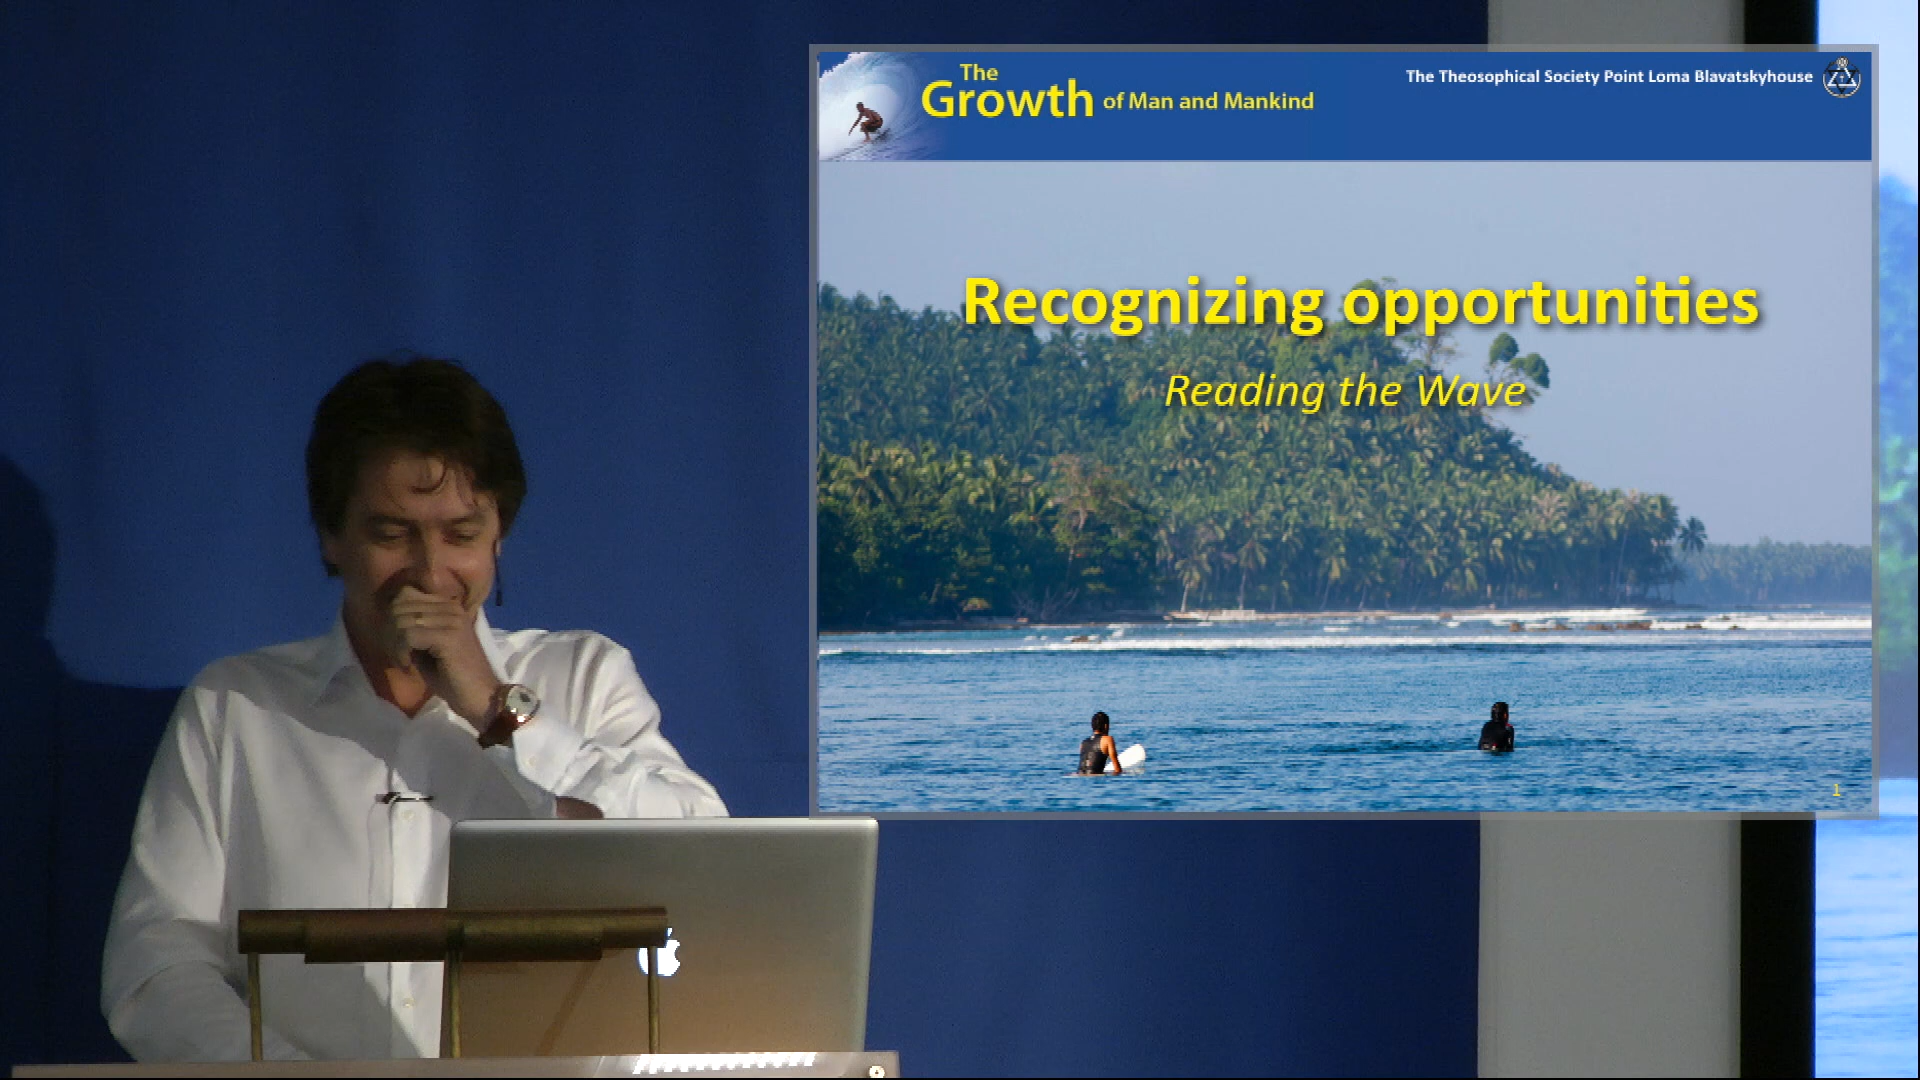 The
Growth of Man and Mankind
The Theosophical Society Point Loma Blavatskyhouse
Recognizing opportunities
Reading the Wave
1